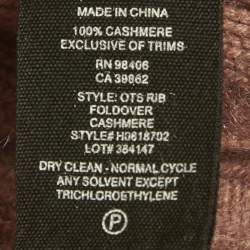 MADE IN CHINA
100% CASHMERE
EXCLUSIVE OF TRIMS
RN 98406
CA 39862
STYLE: OTS RIB
FOLDOVER
CASHMERE
STYLE# H0618702
LOT# 384147
DRY CLEAN - NORMAL CYCLE
ANY SOLVENT EXCEPT
TRICHLOROETHYLENE
P